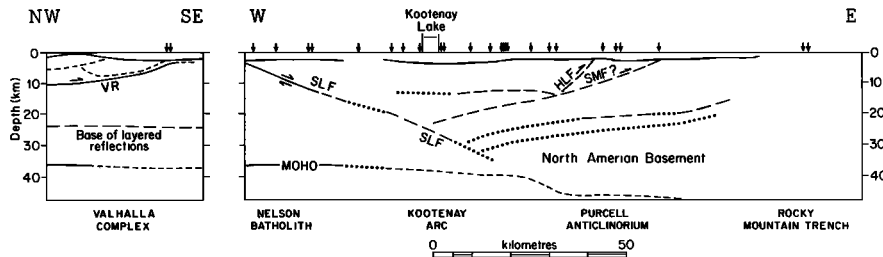 NW SE W Kootenay Lake E
0 0
10 VR SLF HLF SMF? 10
Depth(km)
20 20
30 Base of layered reflections SLF 30
North Amerian Basement
40 MOHO 40
VALHALLA COMPLEX
NELSON BATHOLITH
KOOTENAY ARC
PURCELL ANTICLINORIUM
ROCKY MOUNTAIN TRENCH
kilometres
0 50